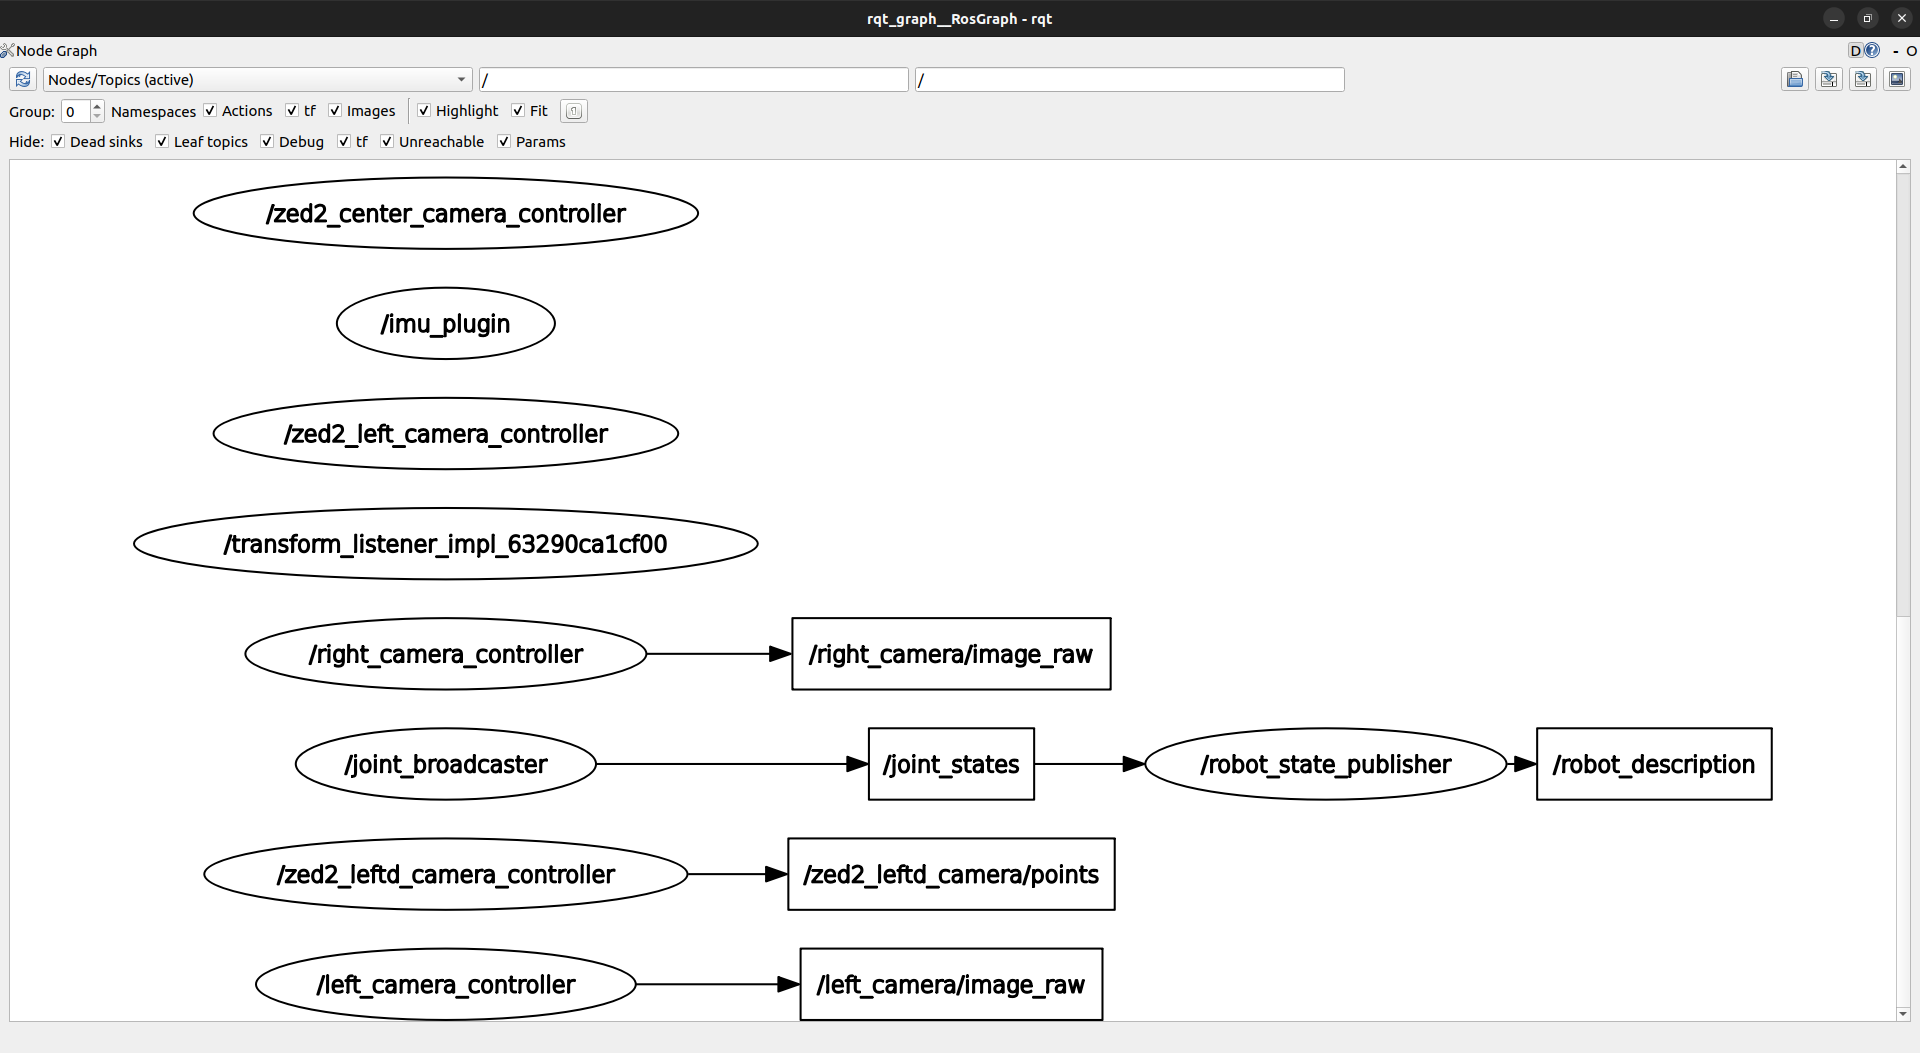 rqt_graph__RosGraph - rqt
Node Graph
D - O
Nodes/Topics (active) / /
Group: 0 Namespaces Actions tf Images Highlight Fit
Hide: Dead sinks Leaf topics Debug tf Unreachable Params
/zed2_center_camera_controller
/imu_plugin
/zed2_left_camera_controller
/transform_listener_impl_63290ca1cf00
/right_camera_controller /right_camera/image_raw
/joint_broadcaster /joint_states /robot_state_publisher /robot_description
/zed2_leftd_camera_controller /zed2_leftd_camera/points
/left_camera_controller /left_camera/image_raw